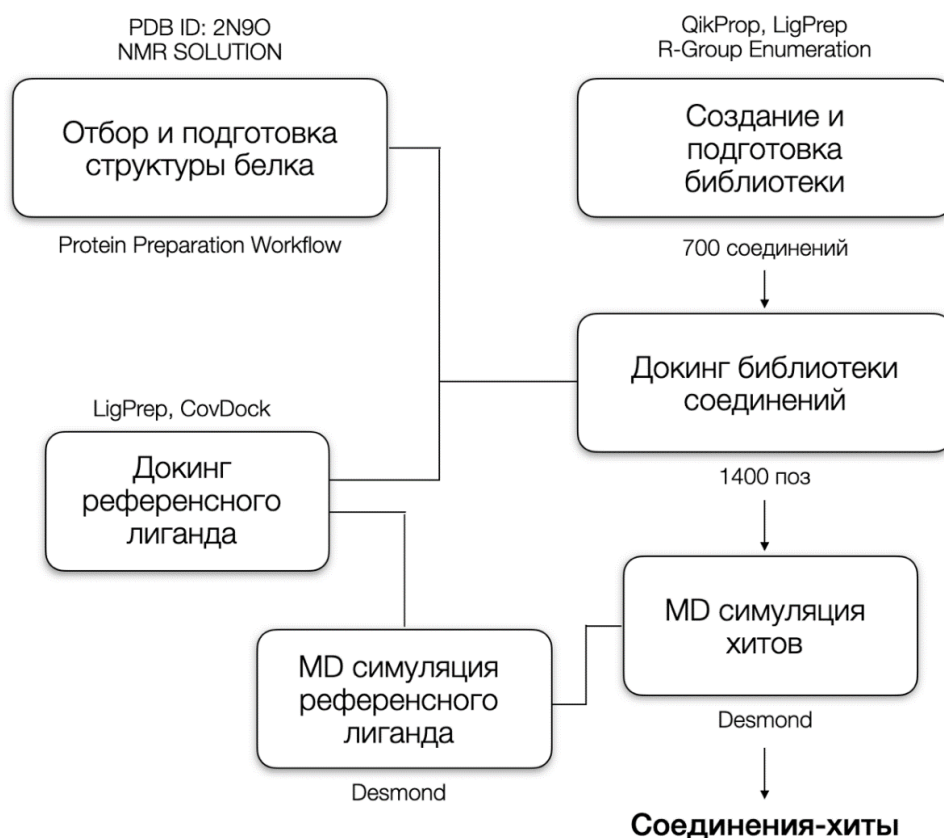 PDB ID: 2N9O
NMR SOLUTION
Отбор и подготовка
структуры белка
Protein Preparation Workflow
QikProp, LigPrep
R-Group Enumeration
Создание и
подготовка
библиотеки
700 соединений
Докинг библиотеки
соединений
1400 поз
LigPrep, CovDock
Докинг
референсного
лиганда
MD симуляция
референсного
лиганда
Desmond
MD симуляция
хитов
Desmond
Соединения-хиты